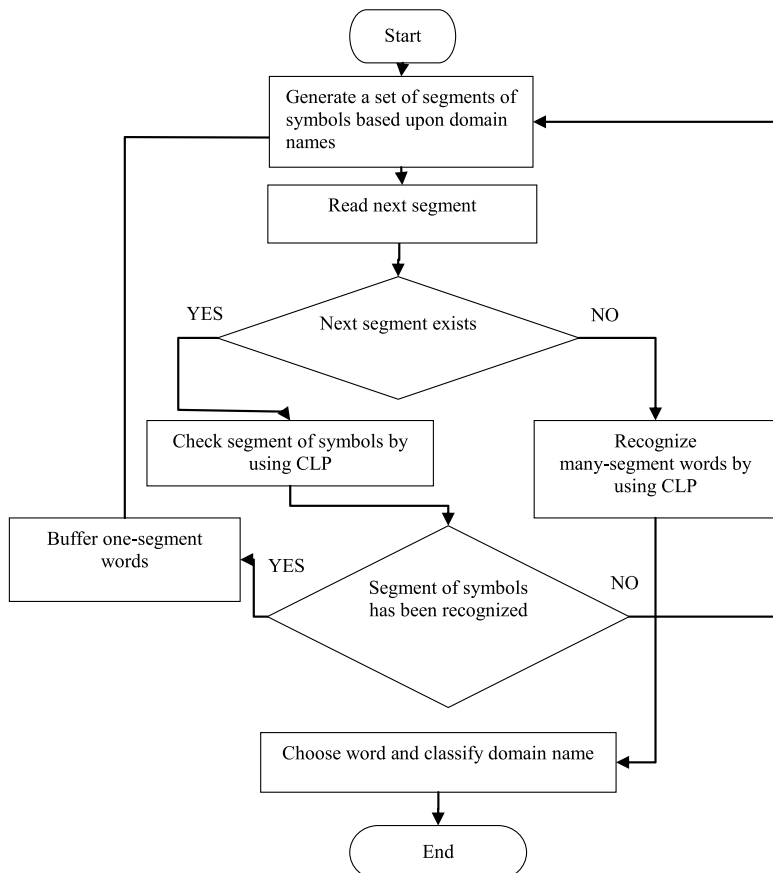 Start
Generate a set of segments of
symbols based upon domain
names
Read next segment
YES
Next segment exists
NO
Check segment of symbols by
using CLP
Recognize
many-segment words by
using CLP
Buffer one-segment
words
YES
Segment of symbols
has been recognized
NO
Choose word and classify domain name
End